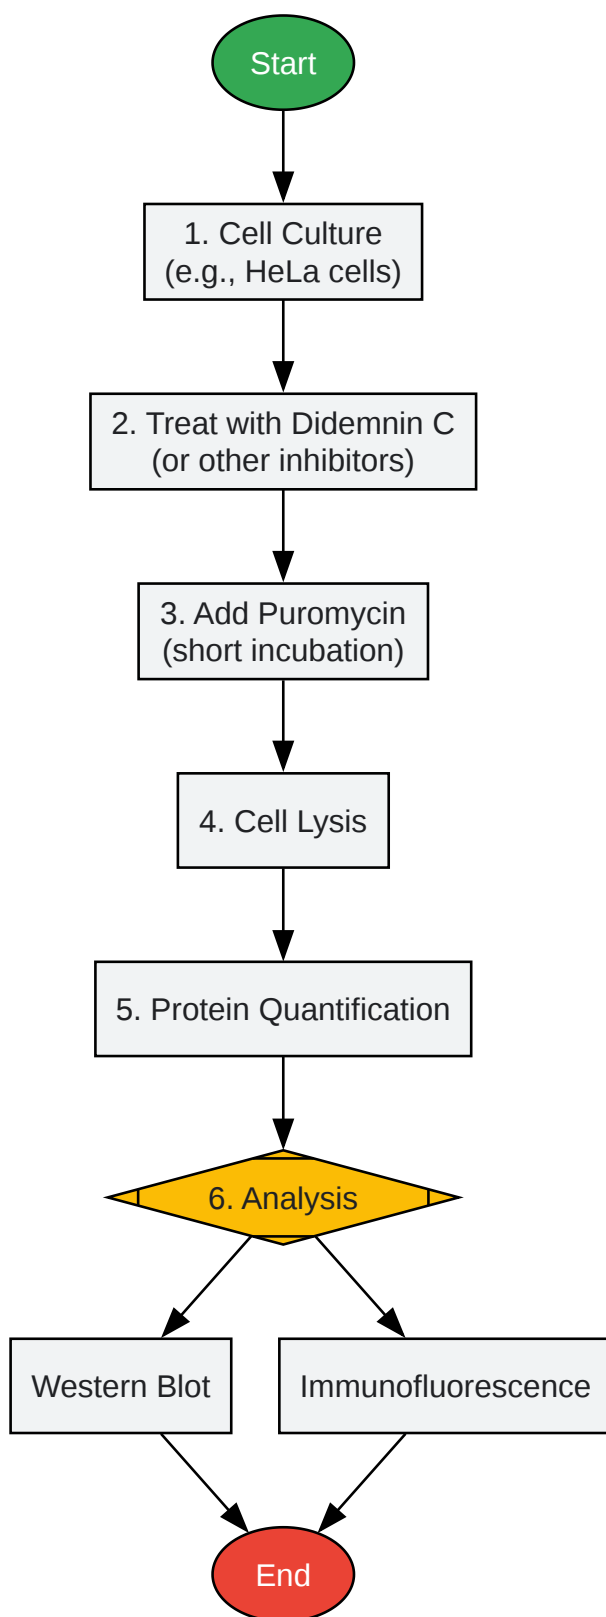 Start
1. Cell Culture
(e.g., HeLa cells)
2. Treat with Didemnin C
(or other inhibitors)
3. Add Puromycin
(short incubation)
4. Cell Lysis
5. Protein Quantification
6. Analysis
Western Blot
Immunofluorescence
End